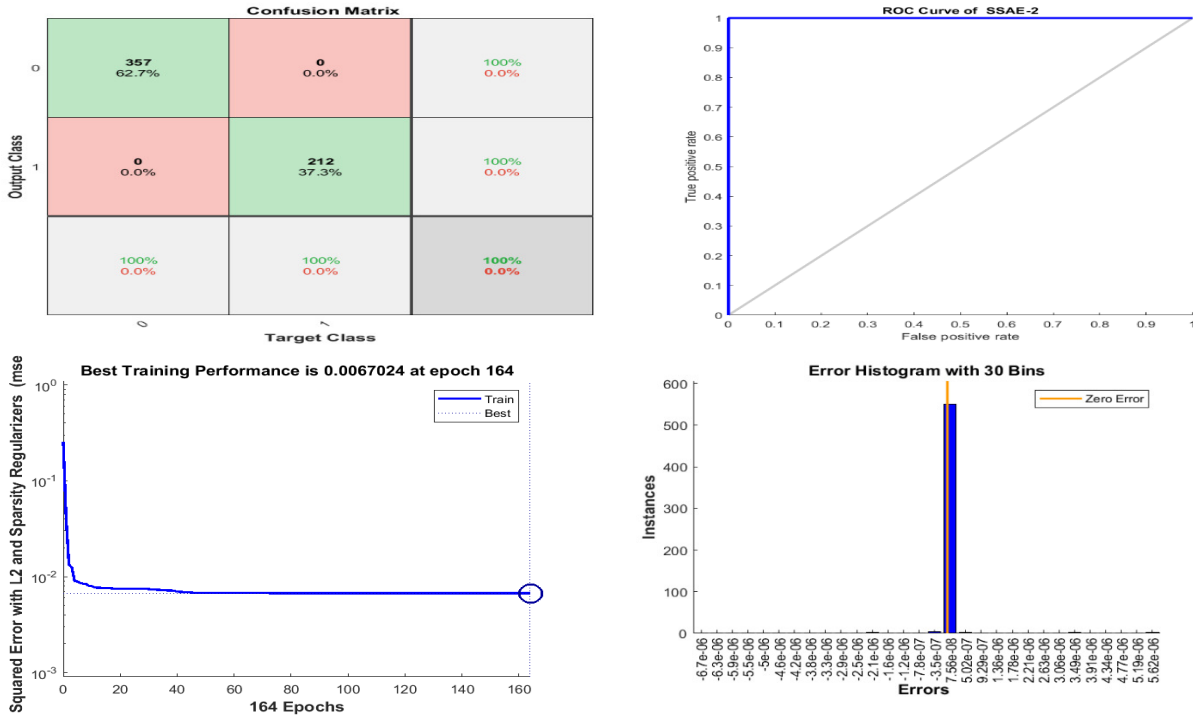 Confusion Matrix
Output Class
0
357
62.7%
0
0.0%
100%
0.0%
1
0
0.0%
212
37.3%
100%
0.0%
100%
0.0%
100%
0.0%
100%
0.0%
0
1
Target Class
ROC Curve of SSAE-2
True positive rate
1
0.9
0.8
0.7
0.6
0.5
0.4
0.3
0.2
0.1
0
0 0.1 0.2 0.3 0.4 0.5 0.6 0.7 0.8 0.9 1
False positive rate
Best Training Performance is 0.0067024 at epoch 164
Squared Error with L2 and Sparsity Regularizers (mse
10^0
10^-1
10^-2
10^-3
Train
Best
0 20 40 60 80 100 120 140 160
164 Epochs
Error Histogram with 30 Bins
Instances
600
500
400
300
200
100
0
Zero Error
-6.7e-06
-6.3e-06
-5.9e-06
-5.5e-06
-5e-06
-4.6e-06
-4.2e-06
-3.8e-06
-3.3e-06
-2.9e-06
-2.5e-06
-2.1e-06
-1.6e-06
-1.2e-06
-7.8e-07
-3.5e-07
7.56e-08
5.02e-07
9.29e-07
1.36e-06
1.78e-06
2.21e-06
2.63e-06
3.06e-06
3.49e-06
3.91e-06
4.34e-06
4.77e-06
5.19e-06
5.62e-06
Errors